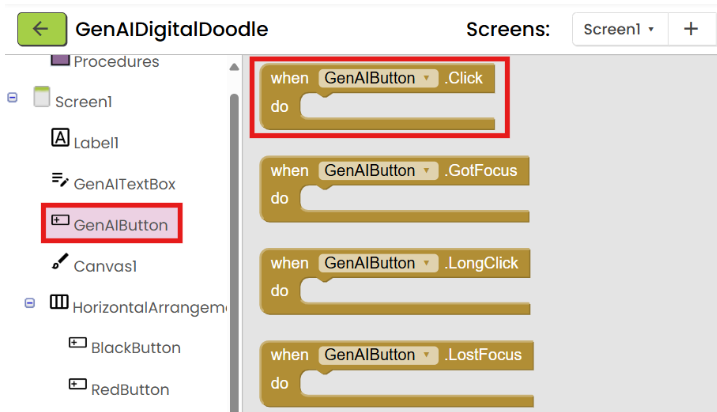 GenAIDigitalDoodle Screens: Screen1
Procedures
Screen1
Label1
GenAITextBox
GenAIButton
Canvas1
HorizontalArrangem
BlackButton
RedButton
when GenAIButton .Click
do
when GenAIButton .GotFocus
do
when GenAIButton .LongClick
do
when GenAIButton .LostFocus
do